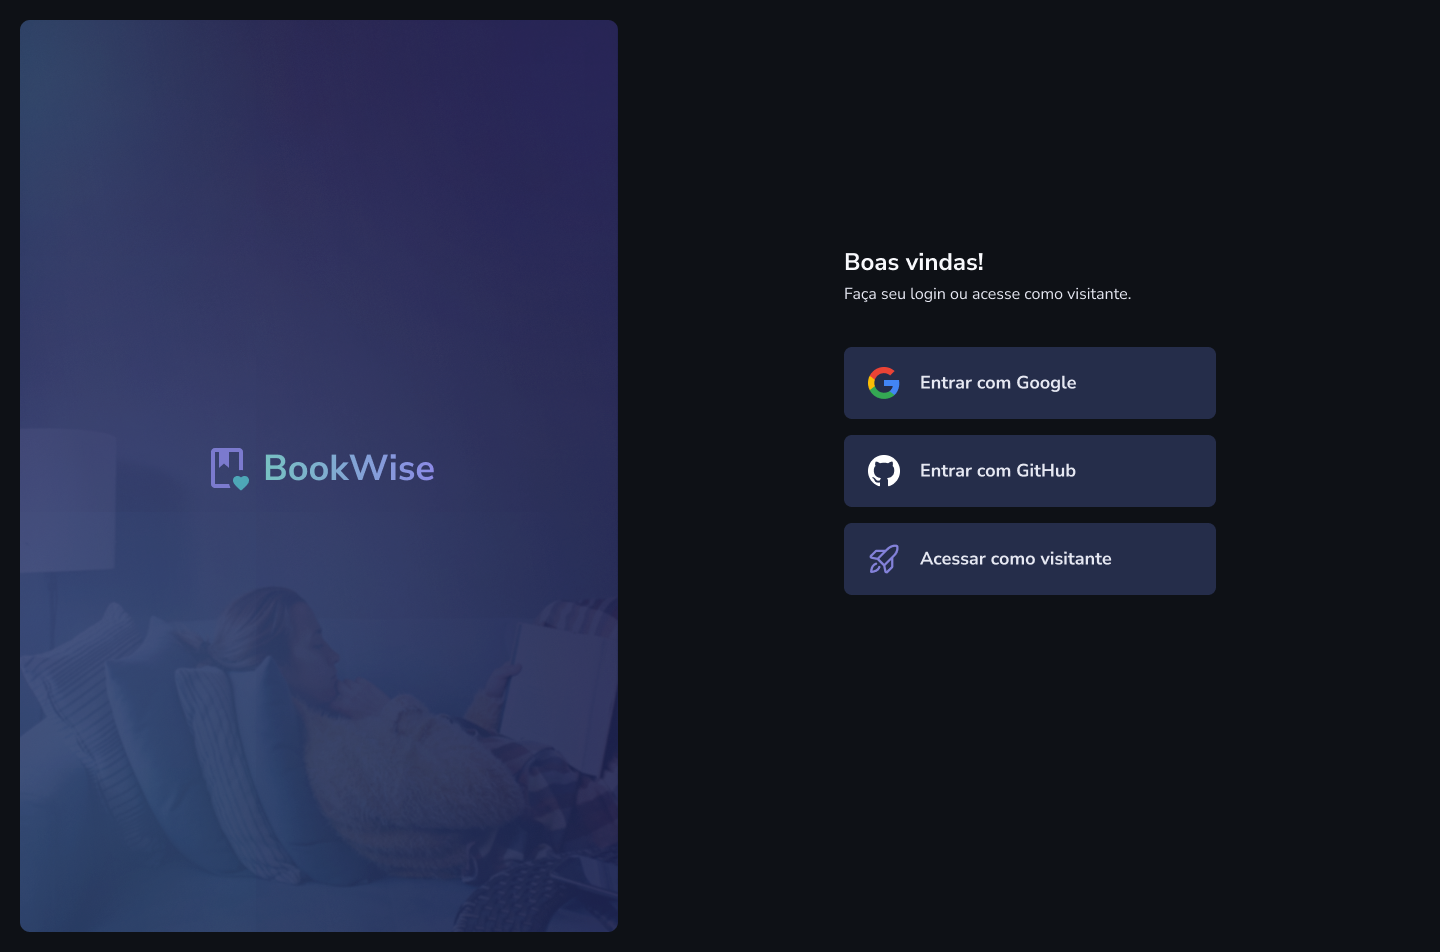 BookWise
Boas vindas!
Faça seu login ou acesse como visitante.
Entrar com Google
Entrar com GitHub
Acessar como visitante